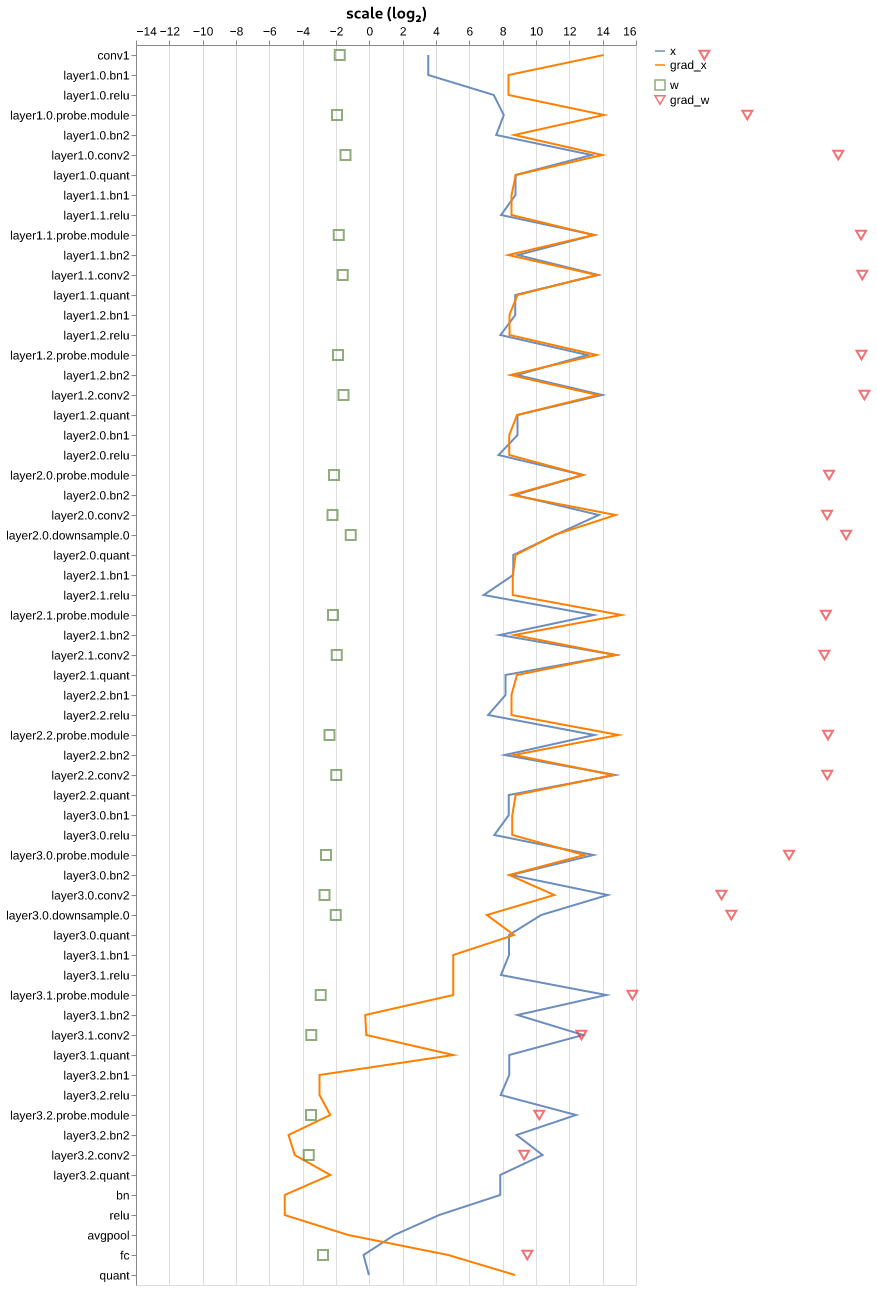 scale (log₂)
−14 −12 −10 −8 −6 −4 −2 0 2 4 6 8 10 12 14 16
x
grad_x
w
grad_w
conv1
layer1.0.bn1
layer1.0.relu
layer1.0.probe.module
layer1.0.bn2
layer1.0.conv2
layer1.0.quant
layer1.1.bn1
layer1.1.relu
layer1.1.probe.module
layer1.1.bn2
layer1.1.conv2
layer1.1.quant
layer1.2.bn1
layer1.2.relu
layer1.2.probe.module
layer1.2.bn2
layer1.2.conv2
layer1.2.quant
layer2.0.bn1
layer2.0.relu
layer2.0.probe.module
layer2.0.bn2
layer2.0.conv2
layer2.0.downsample.0
layer2.0.quant
layer2.1.bn1
layer2.1.relu
layer2.1.probe.module
layer2.1.bn2
layer2.1.conv2
layer2.1.quant
layer2.2.bn1
layer2.2.relu
layer2.2.probe.module
layer2.2.bn2
layer2.2.conv2
layer2.2.quant
layer3.0.bn1
layer3.0.relu
layer3.0.probe.module
layer3.0.bn2
layer3.0.conv2
layer3.0.downsample.0
layer3.0.quant
layer3.1.bn1
layer3.1.relu
layer3.1.probe.module
layer3.1.bn2
layer3.1.conv2
layer3.1.quant
layer3.2.bn1
layer3.2.relu
layer3.2.probe.module
layer3.2.bn2
layer3.2.conv2
layer3.2.quant
bn
relu
avgpool
fc
quant